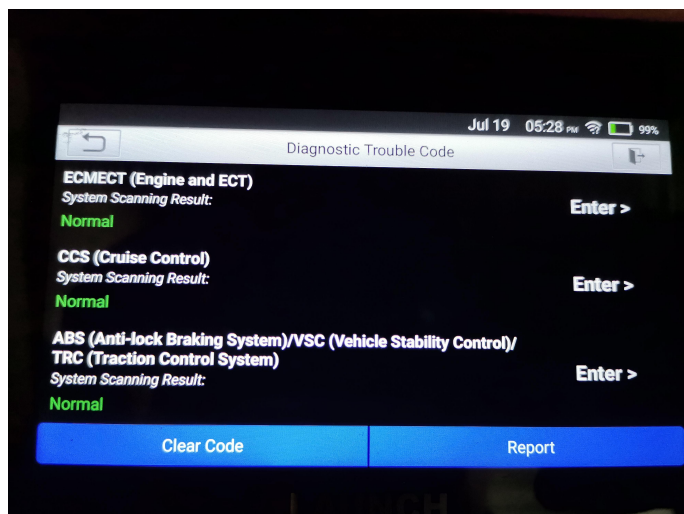 Jul 19 05:28 PM 99%
Diagnostic Trouble Code
ECMECT (Engine and ECT)
System Scanning Result:
Enter >
Normal
CCS (Cruise Control)
System Scanning Result:
Enter >
Normal
ABS (Anti-lock Braking System)/VSC (Vehicle Stability Control)/
TRC (Traction Control System)
System Scanning Result:
Enter >
Normal
Clear Code Report
LAUNCH